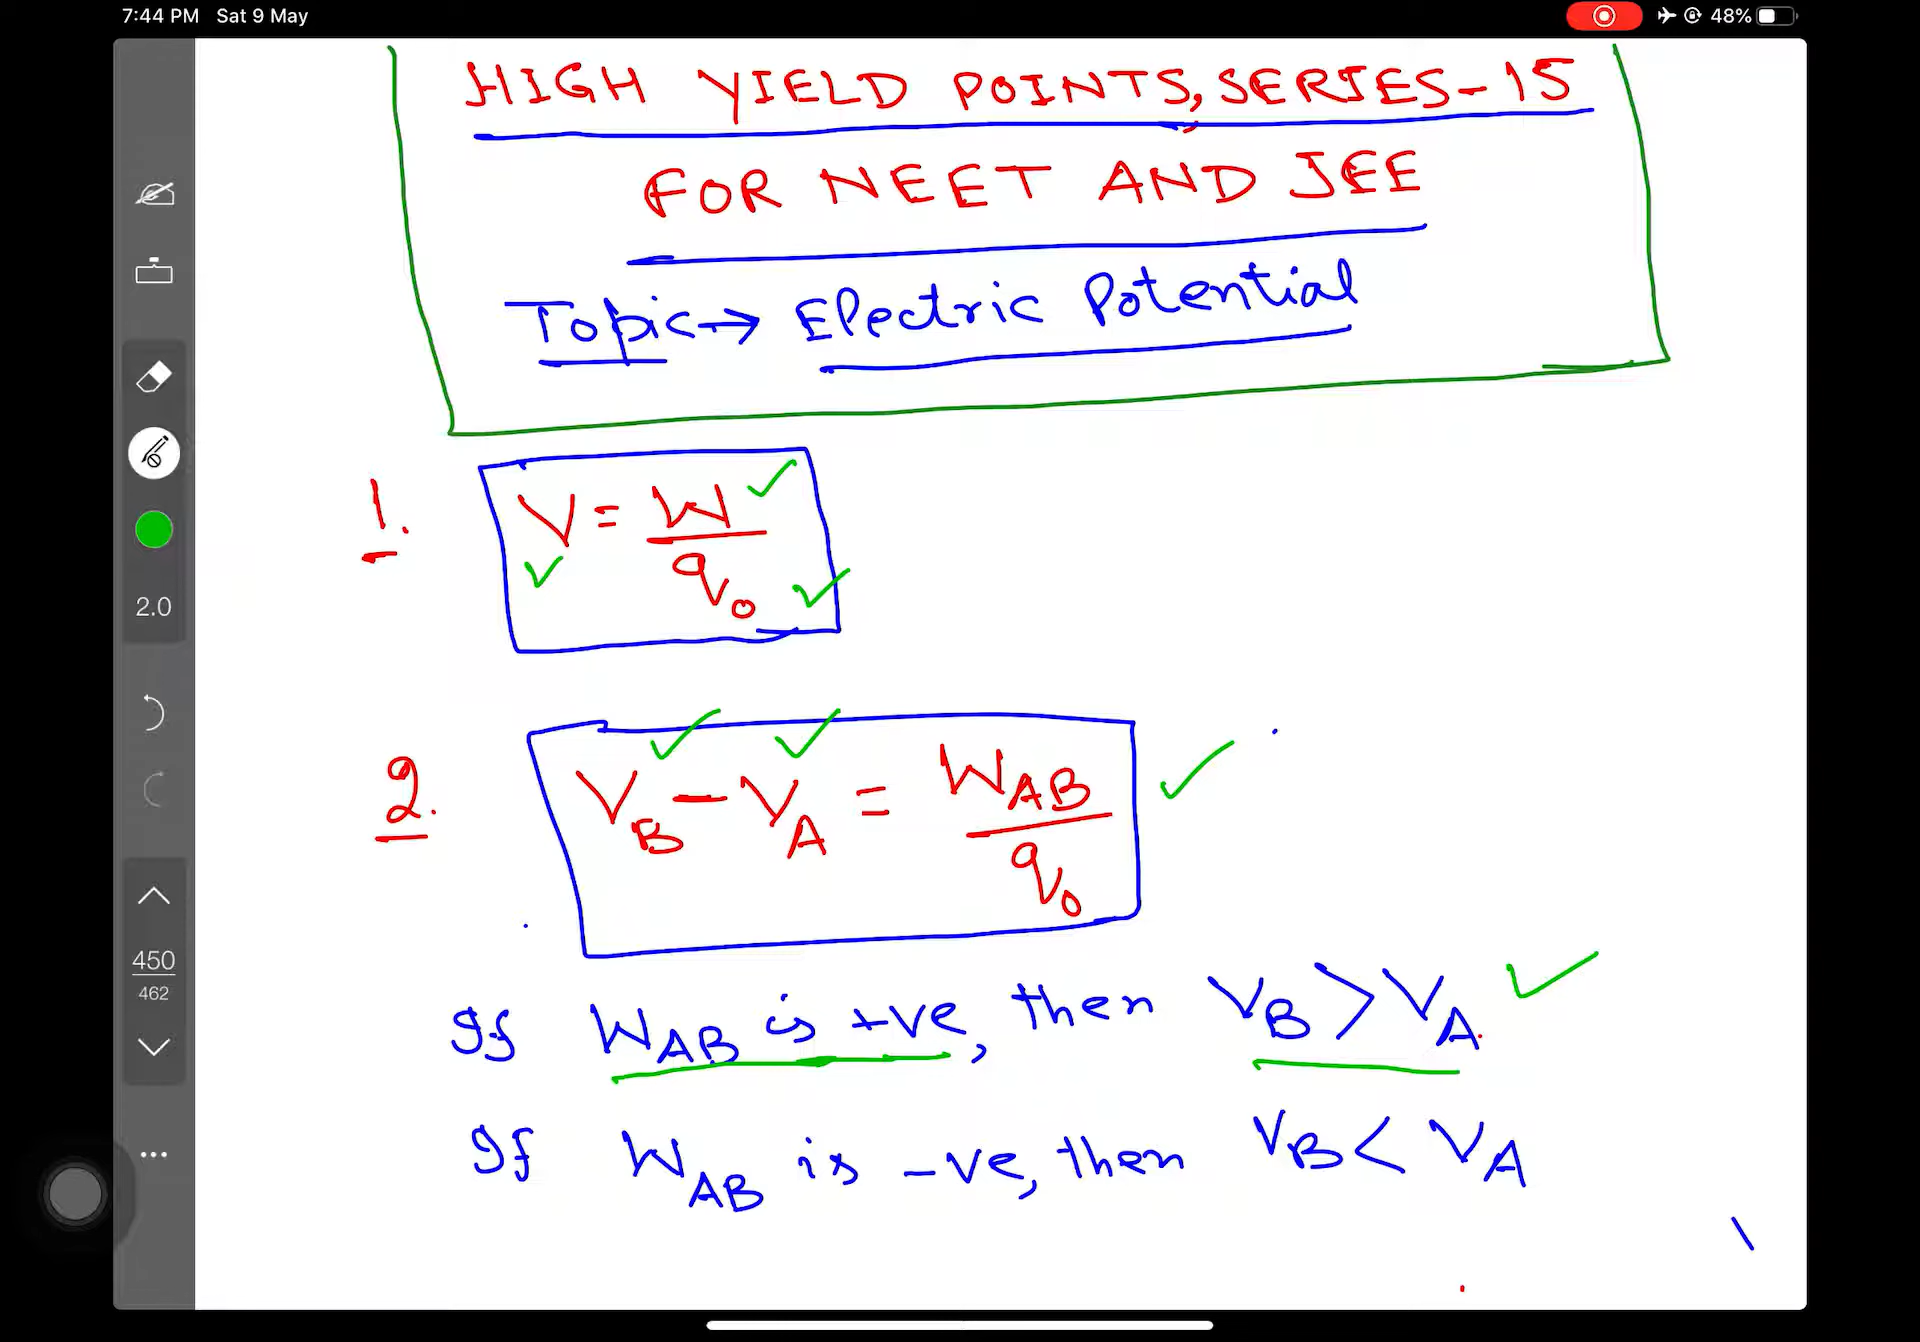 7:44 PM Sat 9 May
48%
HIGH YIELD POINTS, SERIES-15
FOR NEET AND JEE
Topic → Electric Potential
1. V = W / q₀
2. V_B - V_A = W_AB / q₀
If W_AB is +ve, then V_B > V_A.
If W_AB is -ve, then V_B < V_A
2.0
450
462